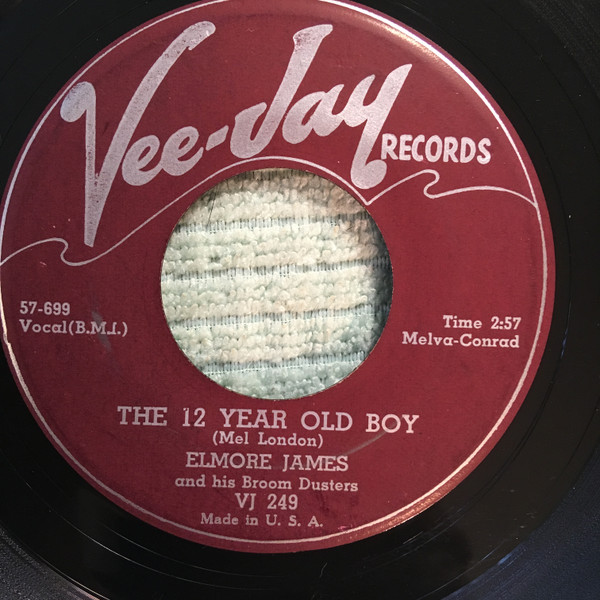 Vee-Jay
RECORDS
57-699
Vocal(B.M.I.)
Time 2:57
Melva-Conrad
THE 12 YEAR OLD BOY
(Mel London)
ELMORE JAMES
and his Broom Dusters
VJ 249
Made in U. S. A.